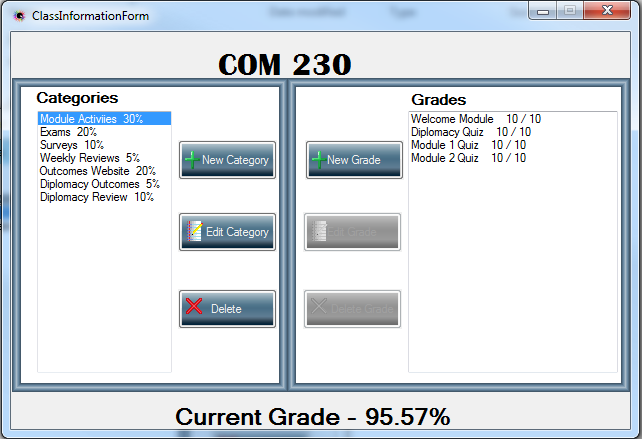 ClassInformationForm
Date modified
Type
COM 230
Categories
Module Activiies 30%
Exams 20%
Surveys 10%
Weekly Reviews 5%
Outcomes Website 20%
Diplomacy Outcomes 5%
Diplomacy Review 10%
New Category
Edit Category
Delete
New Grade
Edit Grade
Delete Grade
Grades
Welcome Module 10 / 10
Diplomacy Quiz 10 / 10
Module 1 Quiz 10 / 10
Module 2 Quiz 10 / 10
Current Grade - 95.57%